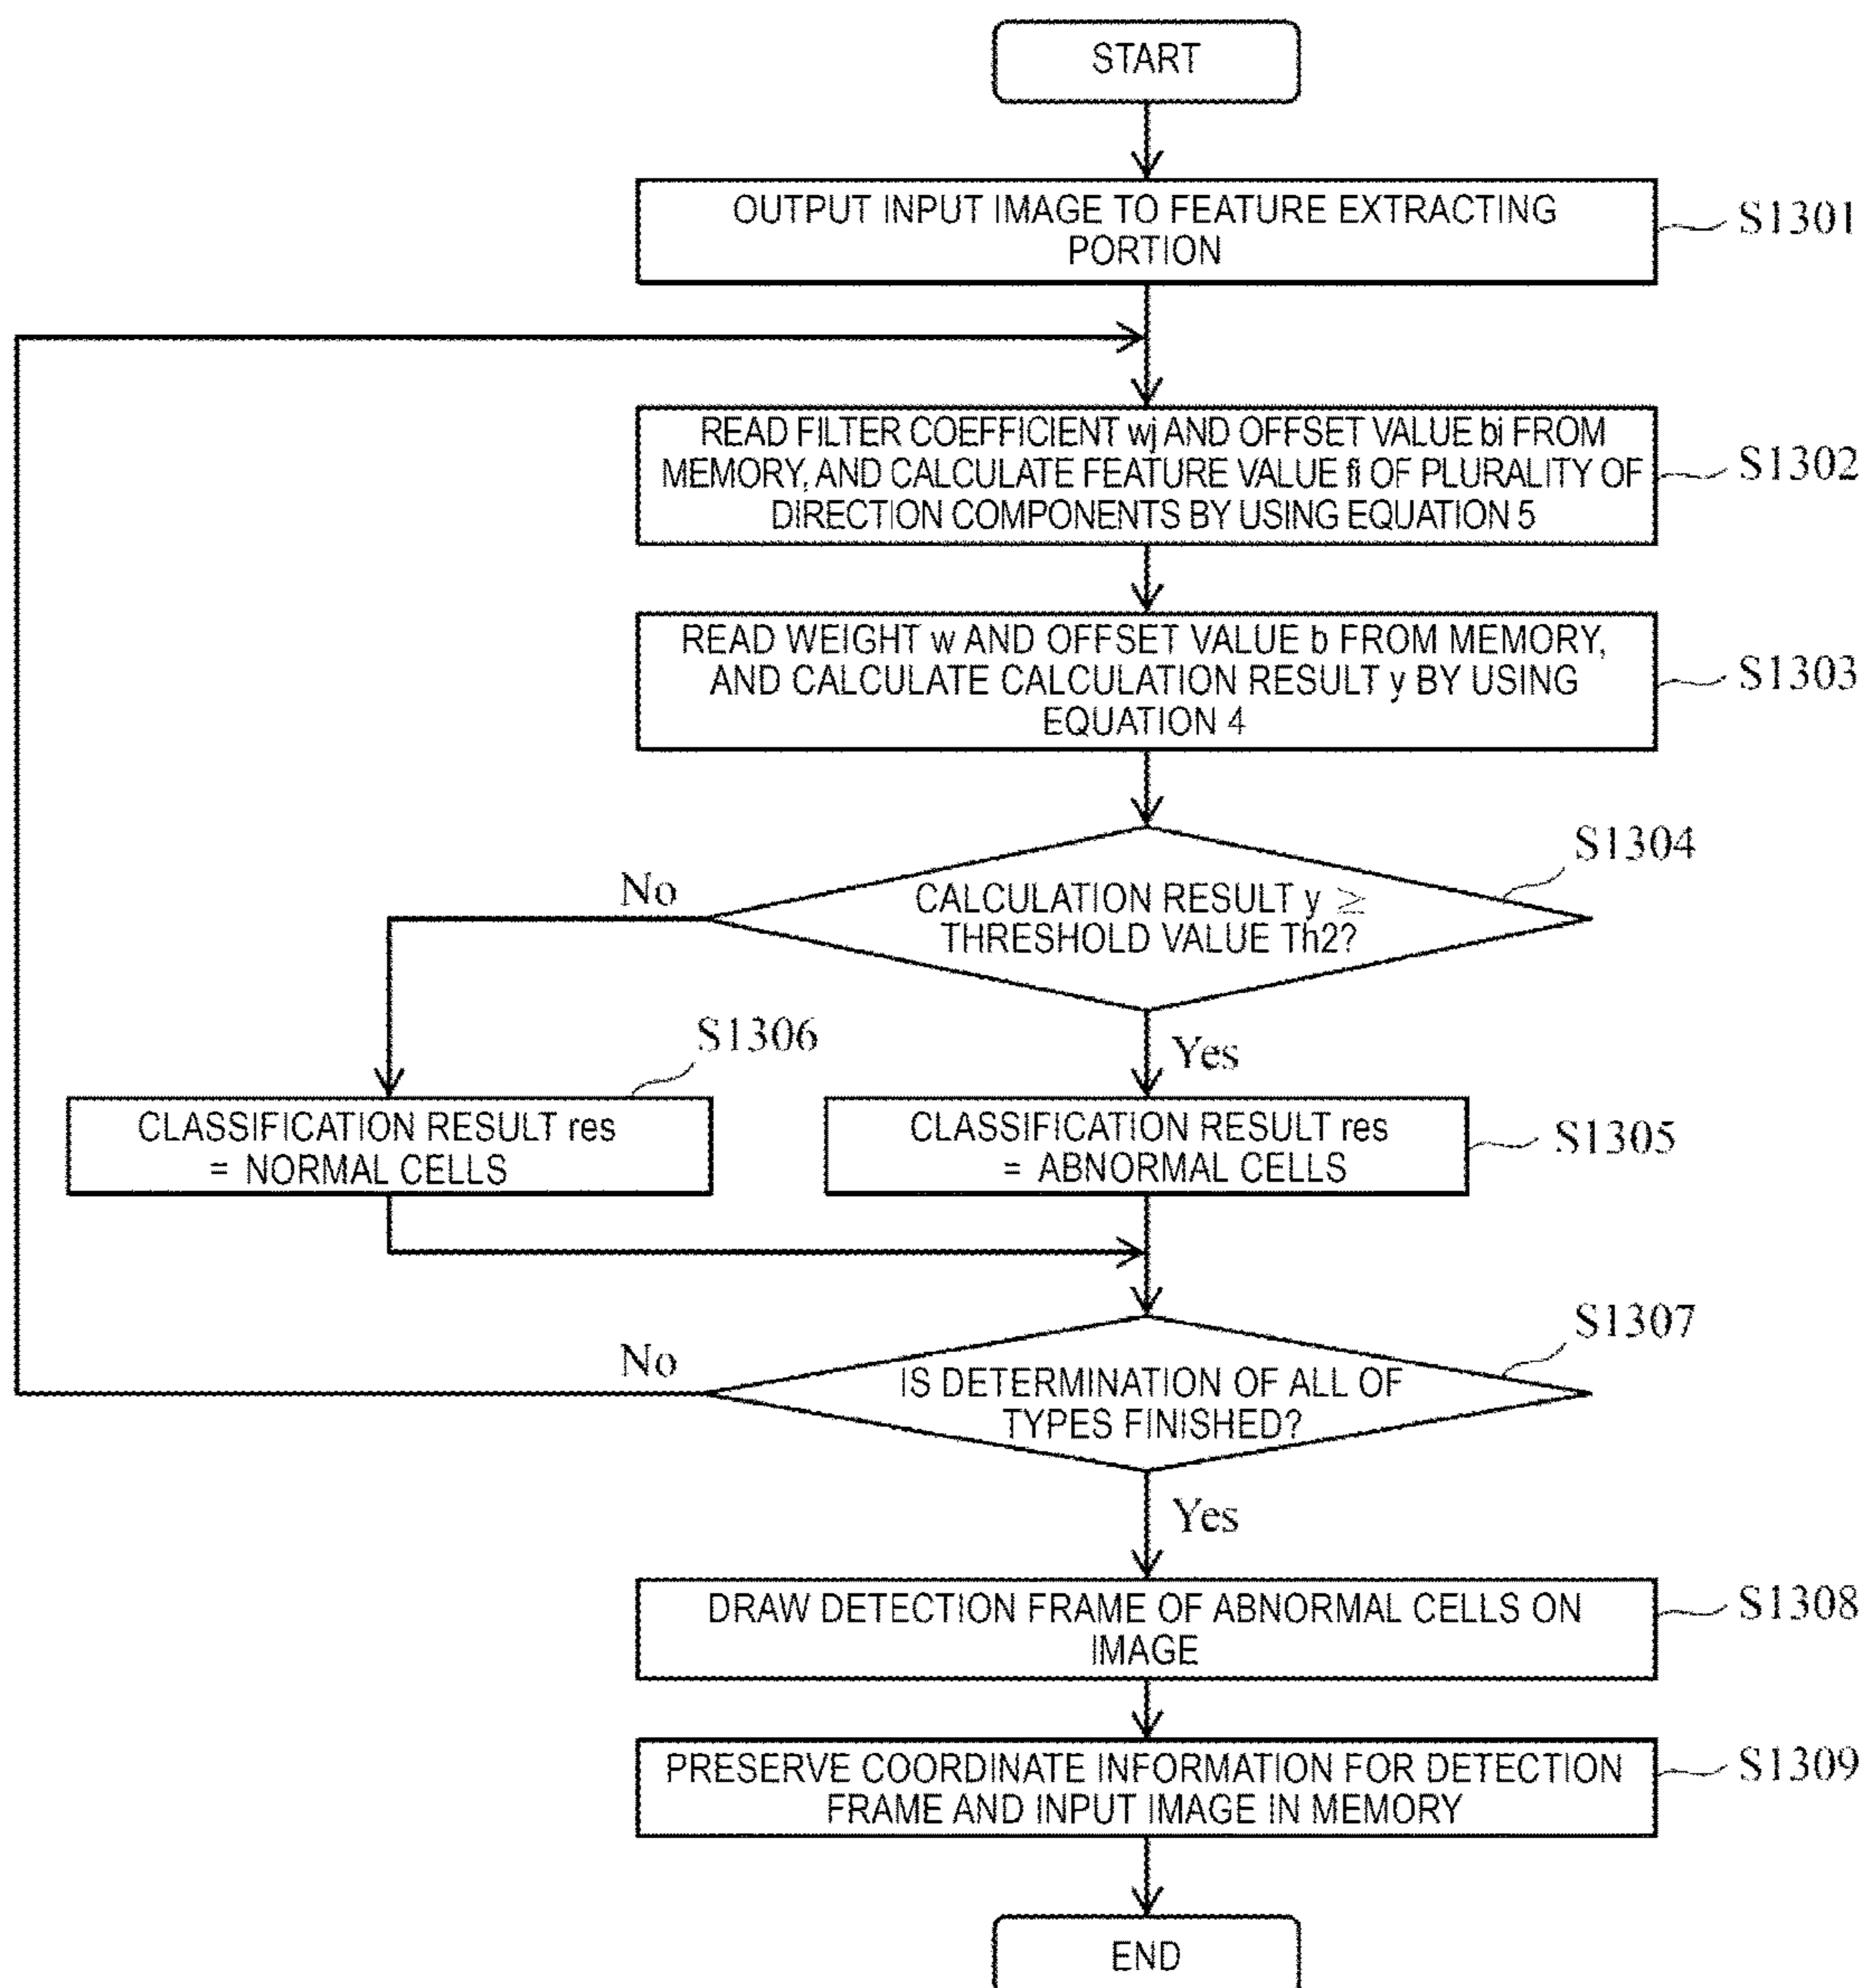 START
OUTPUT INPUT IMAGE TO FEATURE EXTRACTING
PORTION
S1301
READ FILTER COEFFICIENT wj AND OFFSET VALUE bi FROM
MEMORY, AND CALCULATE FEATURE VALUE fi OF PLURALITY OF
DIRECTION COMPONENTS BY USING EQUATION 5
S1302
READ WEIGHT w AND OFFSET VALUE b FROM MEMORY,
AND CALCULATE CALCULATION RESULT y BY USING
EQUATION 4
S1303
S1304
No
CALCULATION RESULT y ≥
THRESHOLD VALUE Th2?
S1306
Yes
CLASSIFICATION RESULT res
= NORMAL CELLS
CLASSIFICATION RESULT res
= ABNORMAL CELLS
S1305
S1307
No
IS DETERMINATION OF ALL OF
TYPES FINISHED?
Yes
DRAW DETECTION FRAME OF ABNORMAL CELLS ON
IMAGE
S1308
PRESERVE COORDINATE INFORMATION FOR DETECTION
FRAME AND INPUT IMAGE IN MEMORY
S1309
END